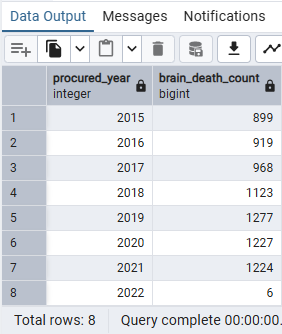 Data Output Messages Notifications
procured_year brain_death_count
integer bigint
1 2015 899
2 2016 919
3 2017 968
4 2018 1123
5 2019 1277
6 2020 1227
7 2021 1224
8 2022 6
Total rows: 8 Query complete 00:00:00.